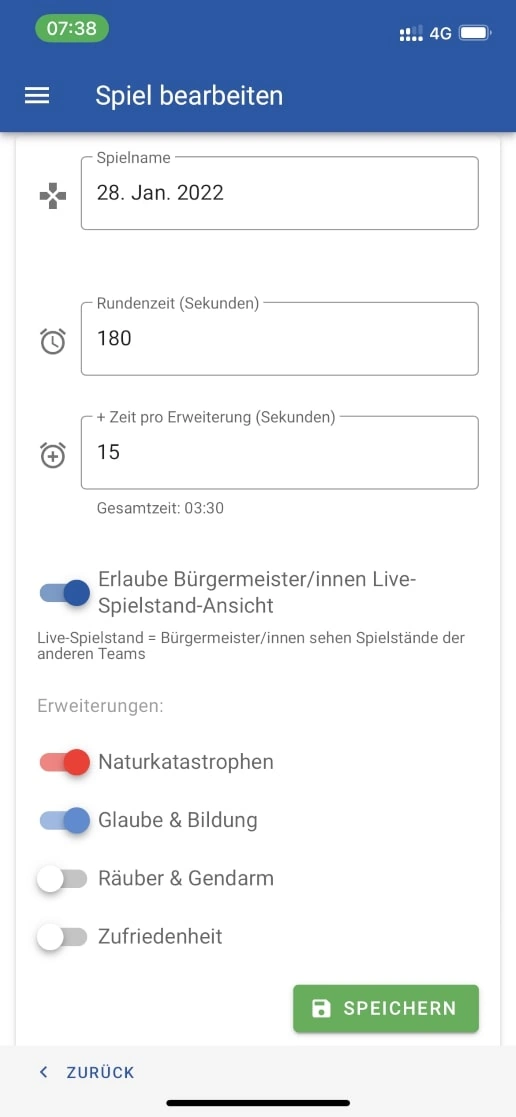 07:38
4G
Spiel bearbeiten
Spielname
28. Jan. 2022
Rundenzeit (Sekunden)
180
+ Zeit pro Erweiterung (Sekunden)
15
Gesamtzeit: 03:30
Erlaube Bürgermeister/innen Live-
Spielstand-Ansicht
Live-Spielstand = Bürgermeister/innen sehen Spielstände der
anderen Teams
Erweiterungen:
Naturkatastrophen
Glaube & Bildung
Räuber & Gendarm
Zufriedenheit
SPEICHERN
ZURÜCK